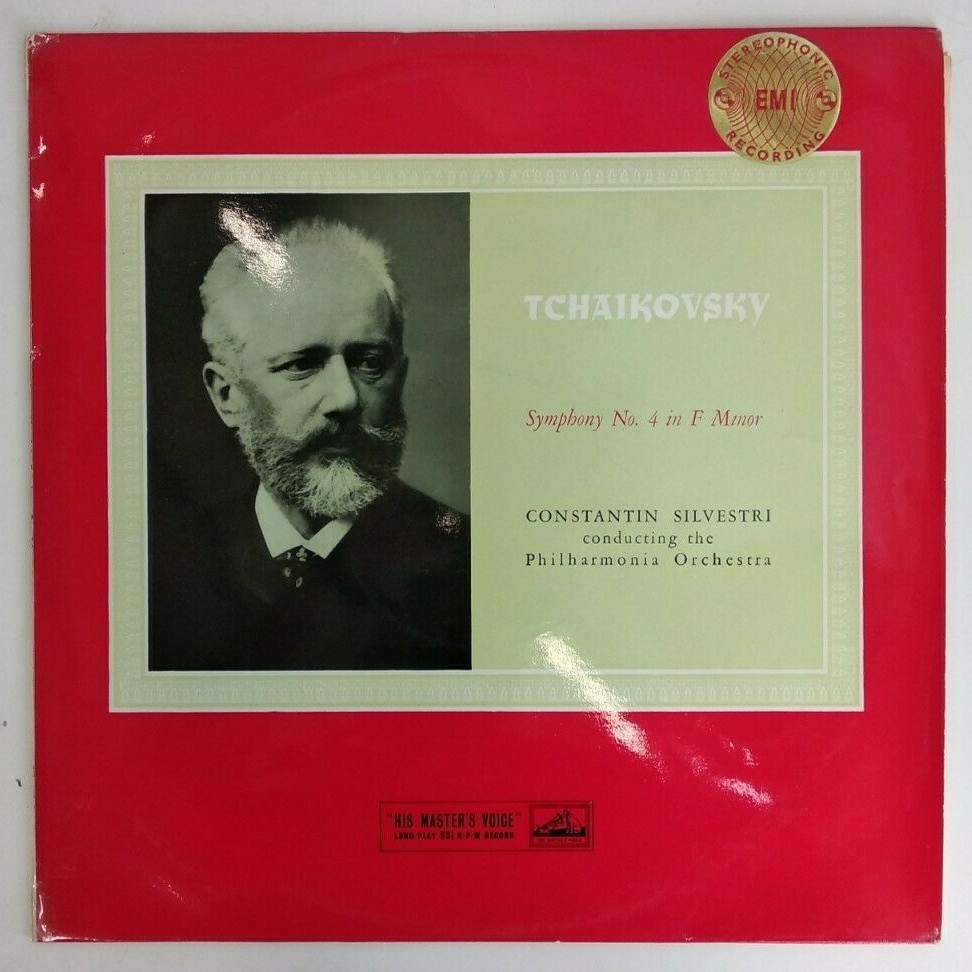 STEREOPHONIC
EMI
RECORDING
TCHAIKOVSKY
Symphony No. 4 in F Minor
CONSTANTIN SILVESTRI
conducting the
Philharmonia Orchestra
"HIS MASTER'S VOICE"
LONG PLAY 33⅓ R·P·M RECORD